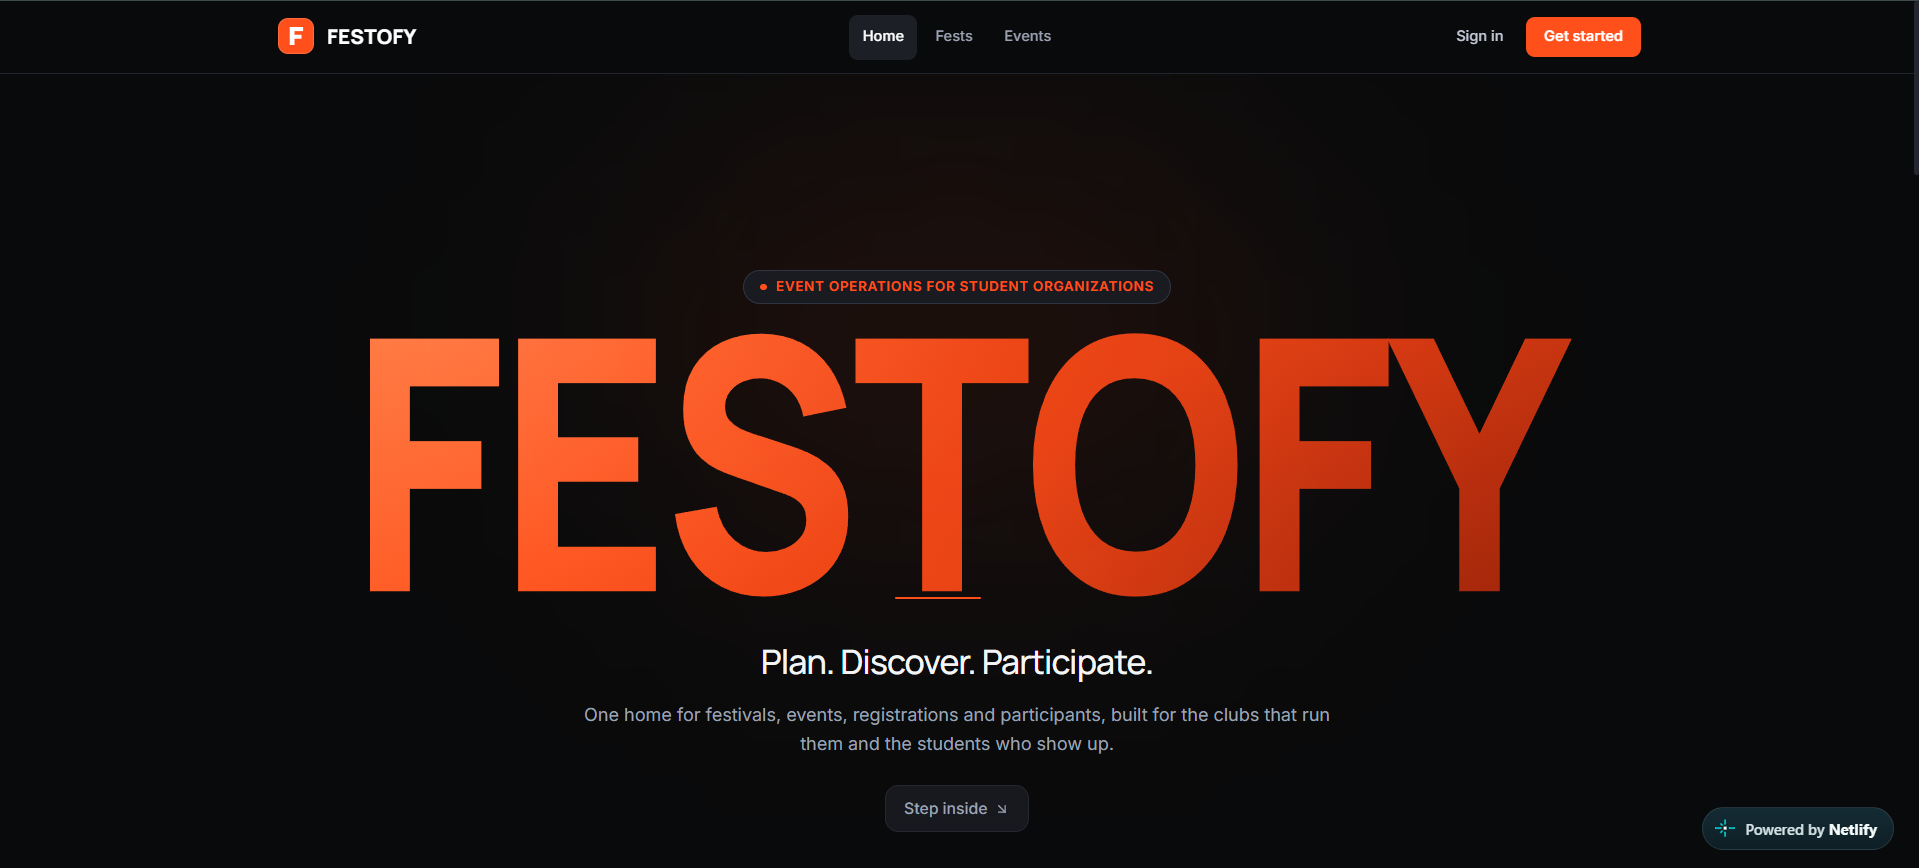 F FESTOFY
Home Fests Events
Sign in Get started
EVENT OPERATIONS FOR STUDENT ORGANIZATIONS
FESTOFY
Plan. Discover. Participate.
One home for festivals, events, registrations and participants, built for the clubs that run
them and the students who show up.
Step inside
Powered by Netlify